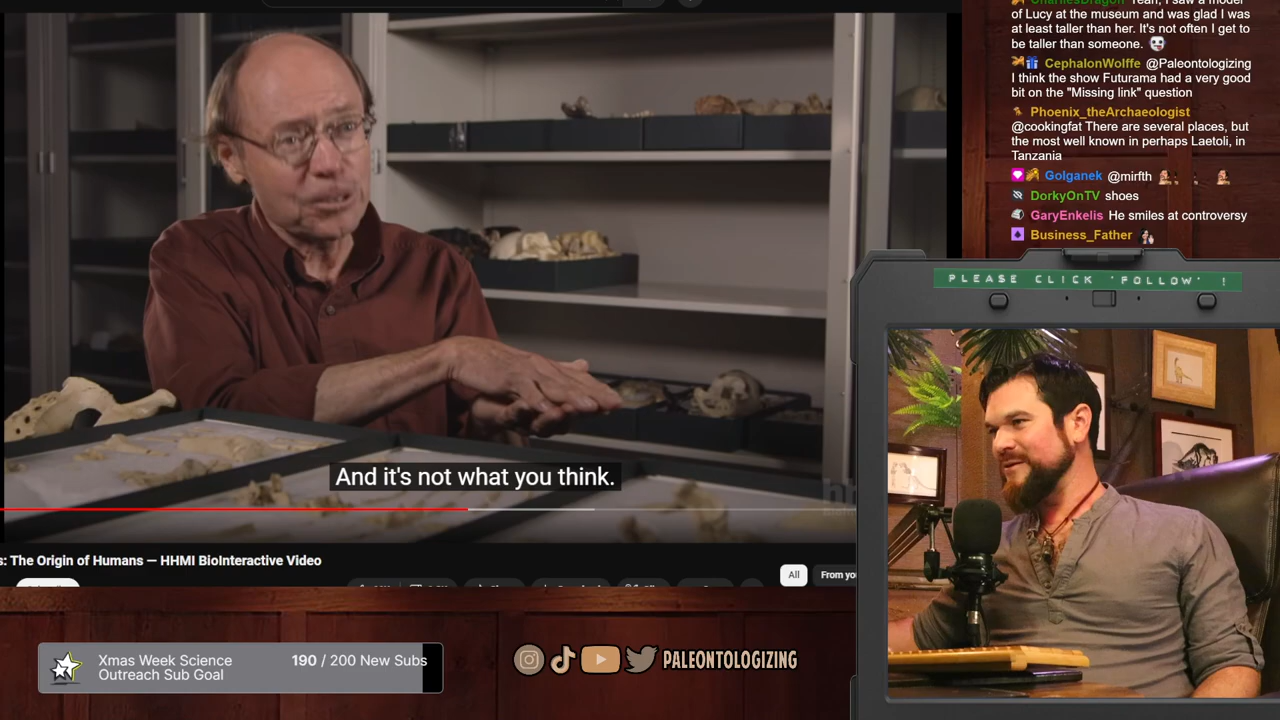 CharliesDragon Yeah, I saw a model
of Lucy at the museum and was glad I was
at least taller than her. It's not often I get to
be taller than someone.
CephalonWolffe @Paleontologizing
I think the show Futurama had a very good
bit on the "Missing link" question
Phoenix_theArchaeologist
@cookingfat There are several places, but
the most well known in perhaps Laetoli, in
Tanzania
Golganek @mirfth
DorkyOnTV shoes
GaryEnkelis He smiles at controversy
Business_Father
PLEASE CLICK 'FOLLOW' !
And it's not what you think.
s: The Origin of Humans — HHMI BioInteractive Video
All
From yo
Xmas Week Science
Outreach Sub Goal
190 / 200 New Subs
PALEONTOLOGIZING